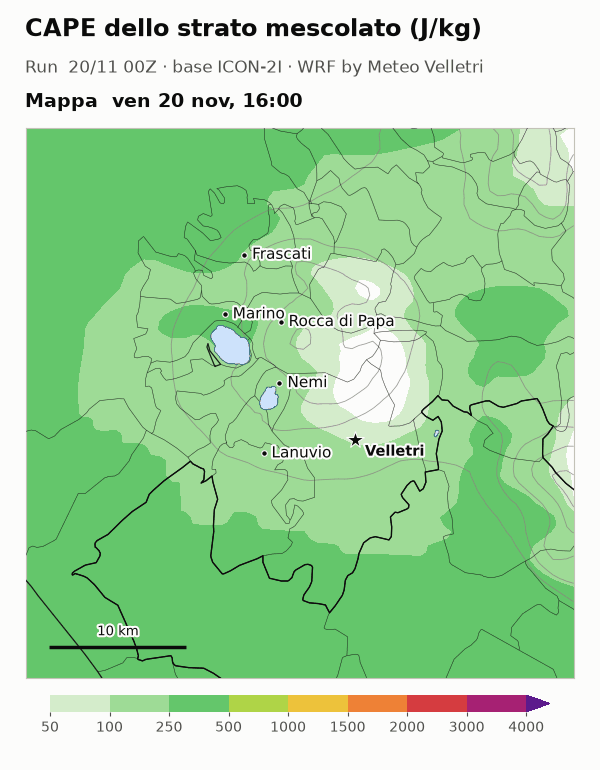 CAPE dello strato mescolato (J/kg)
Run  20/11 00Z · base ICON-2I · WRF by Meteo Velletri
Mappa  ven 20 nov, 16:00
Frascati
Marino
Rocca di Papa
Nemi
Velletri
Lanuvio
10 km
50 100 250 500 1000 1500 2000 3000 4000